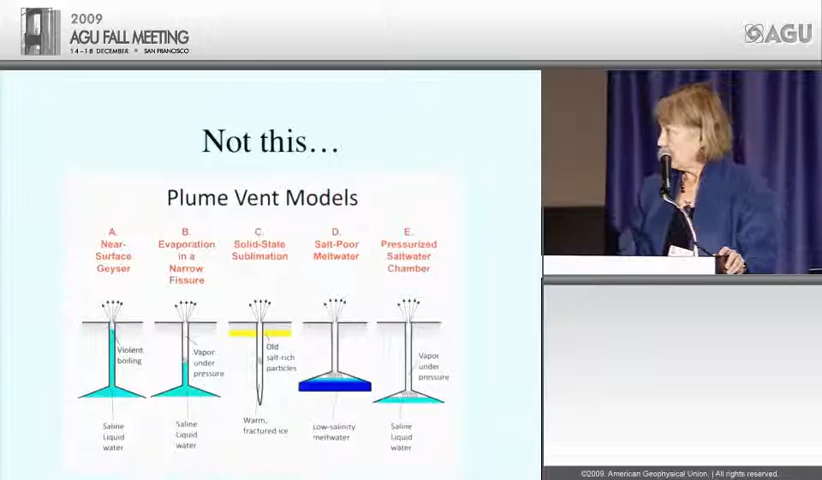 2009
AGU FALL MEETING
14-18 DECEMBER • SAN FRANCISCO
AGU
Not this…
Plume Vent Models
A.
Near-
Surface
Geyser
B.
Evaporation
in a
Narrow
Fissure
C.
Solid-State
Sublimation
D.
Salt-Poor
Meltwater
E.
Pressurized
Saltwater
Chamber
Violent
boiling
Saline
Liquid
water
Vapor
under
pressure
Saline
Liquid
water
Old
salt-rich
particles
Warm,
fractured ice
Low-salinity
meltwater
Vapor
under
pressure
Saline
Liquid
water
©2009. American Geophysical Union. | All rights reserved.